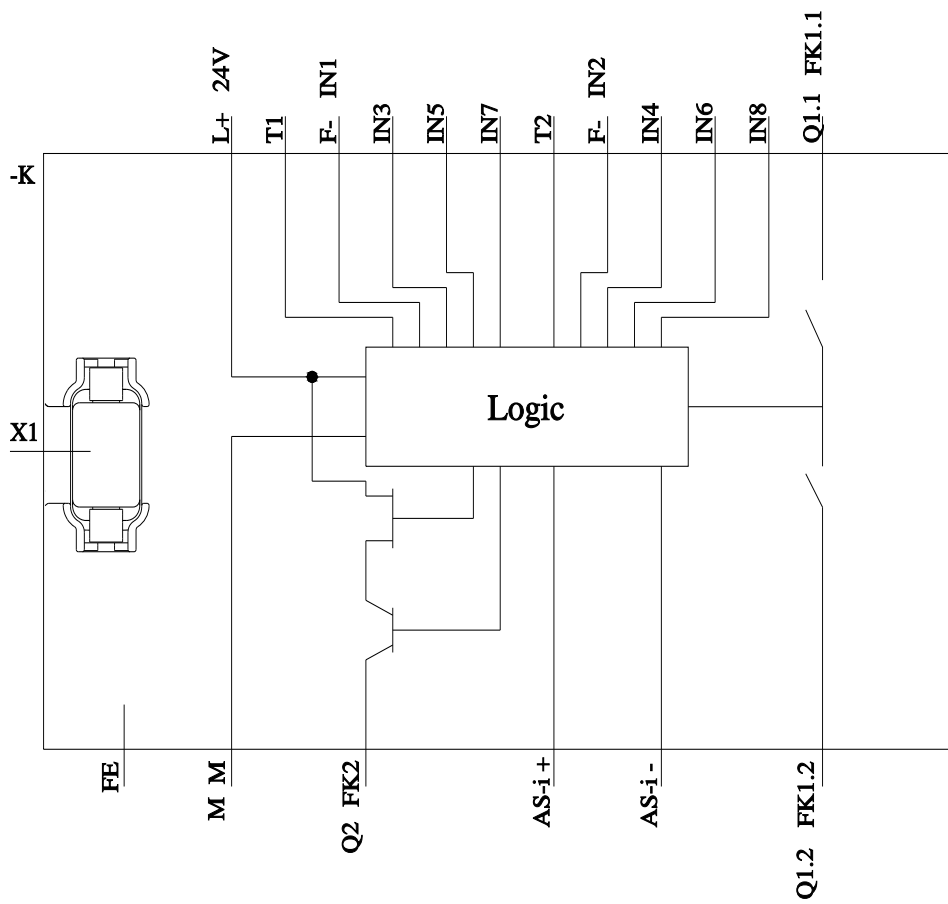 L+ 24V
T1
F- IN1
IN3
IN5
IN7
T2
F- IN2
IN4
IN6
IN8
Q1.1 FK1.1
-K
Logic
X1
FE
M M
Q2 FK2
AS-i +
AS-i -
Q1.2 FK1.2